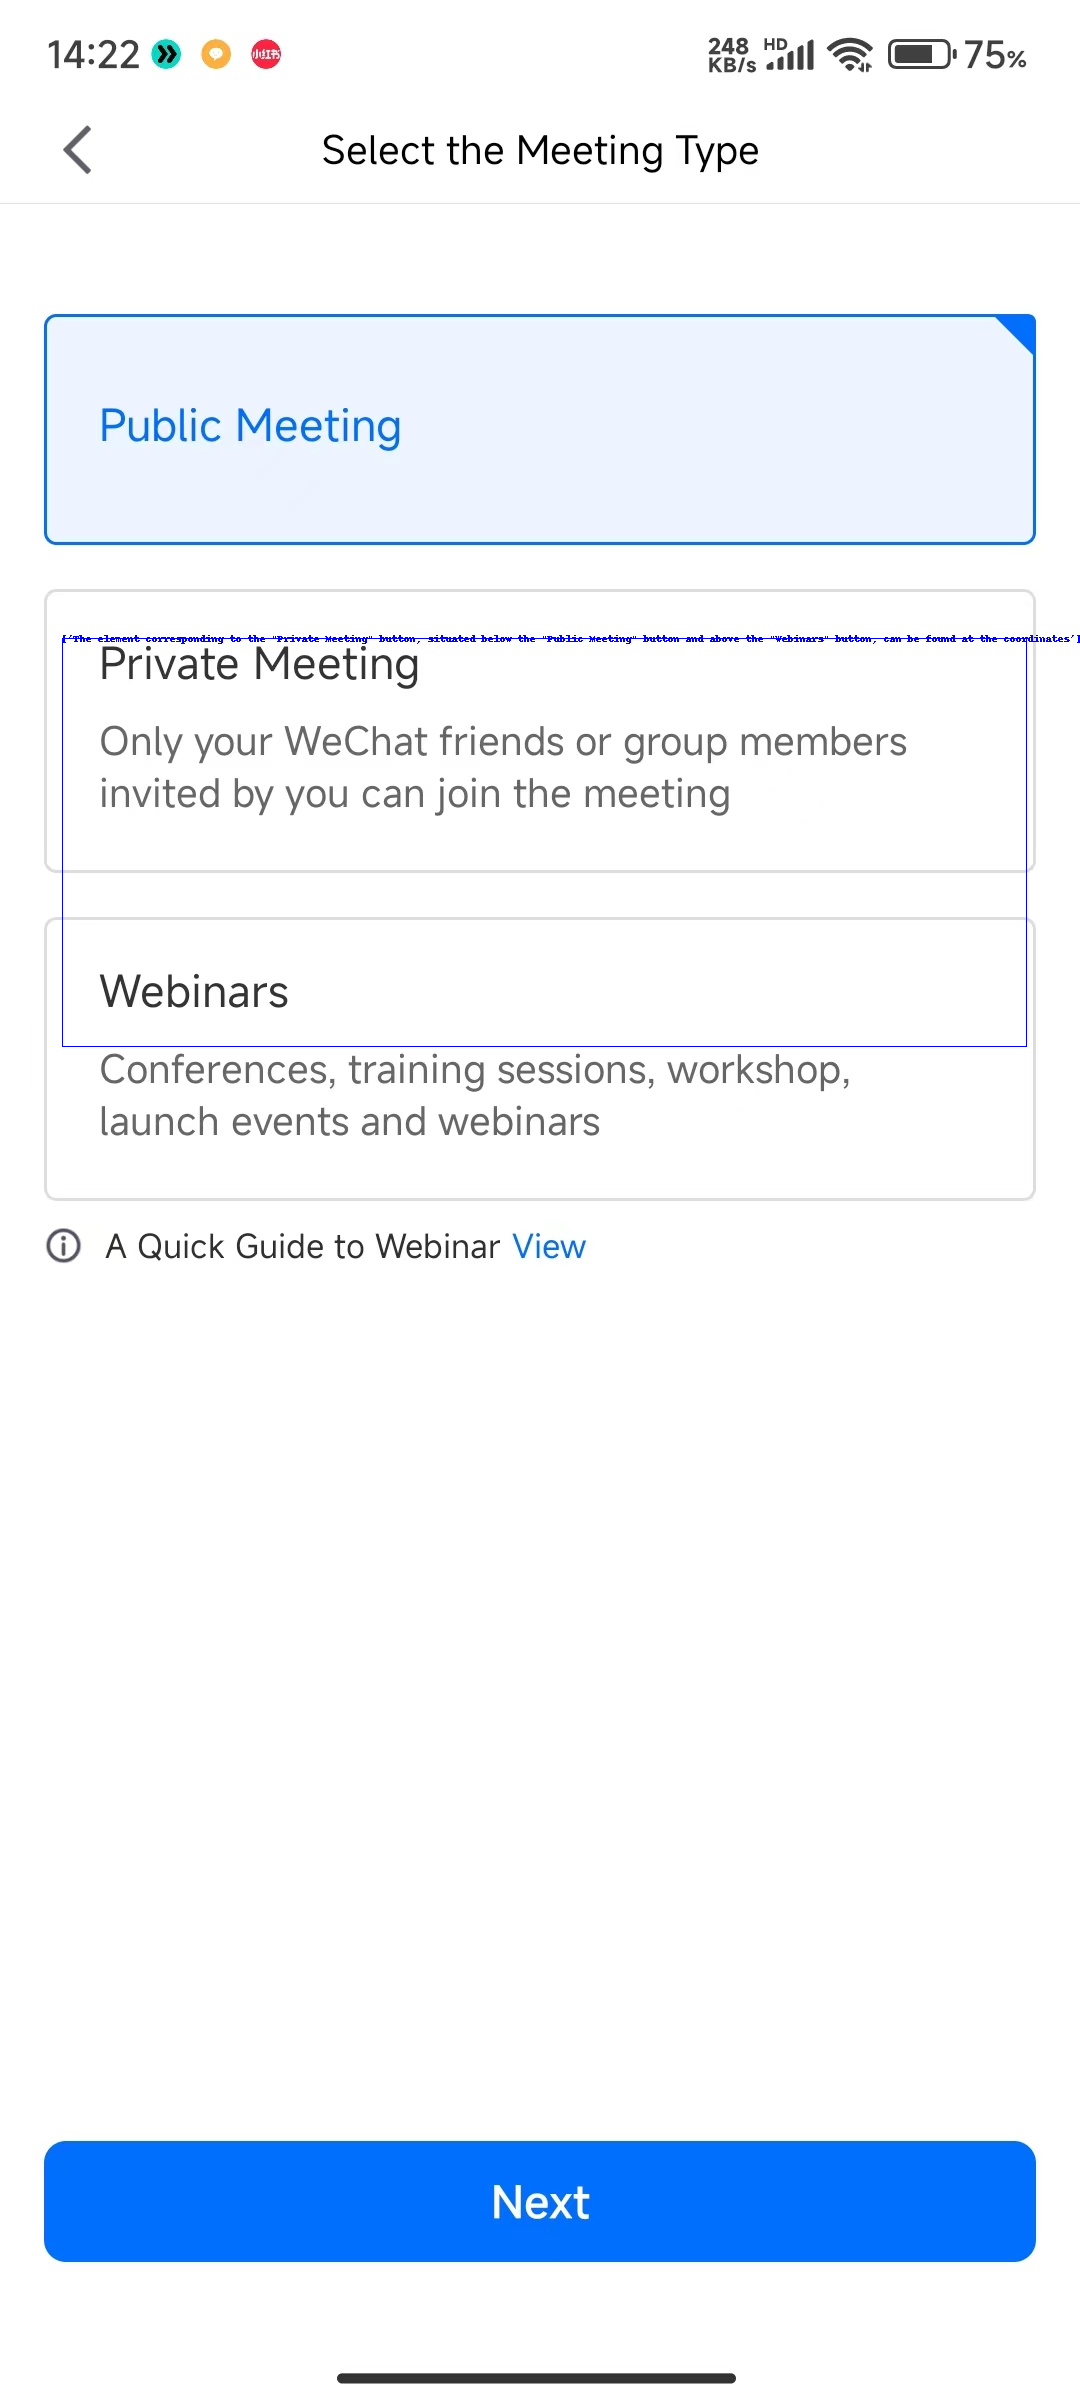 14:22
小红书
248 KB/s HD 75%
Select the Meeting Type
Public Meeting
['The element corresponding to the "Private Meeting" button, situated below the "Public Meeting" button and above the "Webinars" button, can be found at the coordinates']
Private Meeting
Only your WeChat friends or group members
invited by you can join the meeting
Webinars
Conferences, training sessions, workshop,
launch events and webinars
A Quick Guide to Webinar View
Next